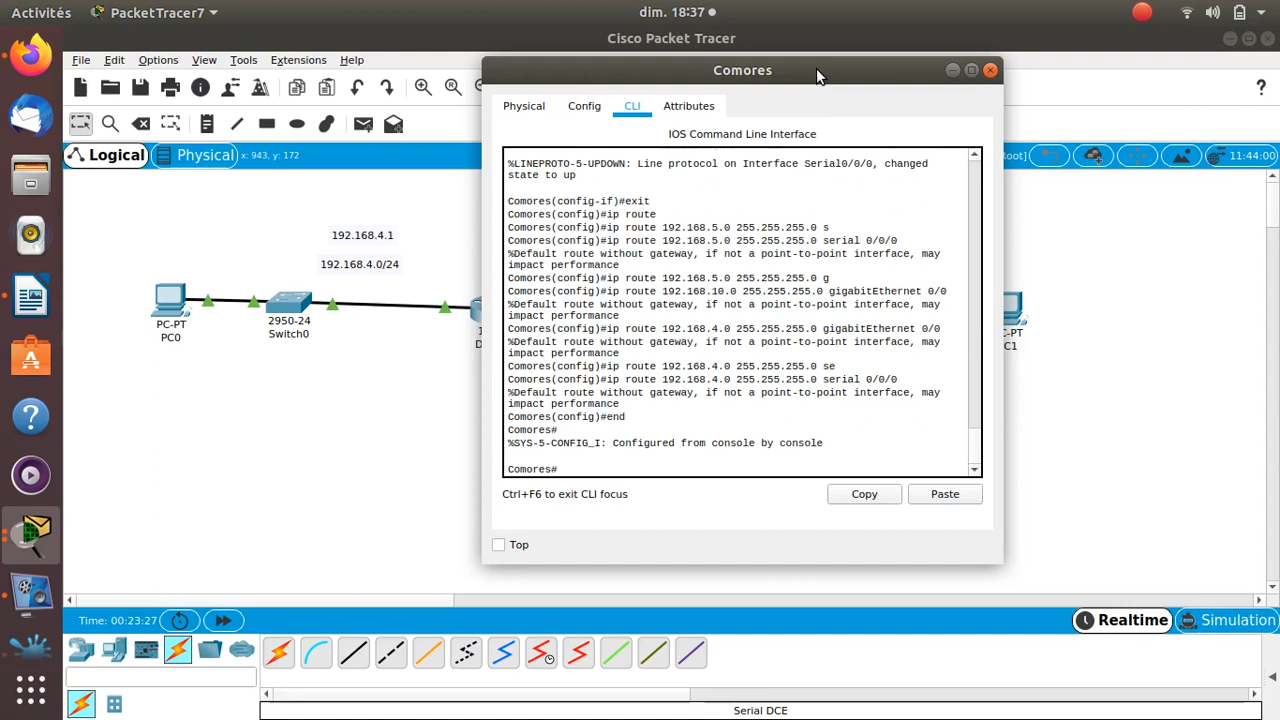 Activités
PacketTracer7
dim. 18:37
Cisco Packet Tracer
File Edit Options View Tools Extensions Help
Comores
Physical Config CLI Attributes
IOS Command Line Interface
Logical
Physical
x: 943, y: 172
Root]
11:44:00
%LINEPROTO-5-UPDOWN: Line protocol on Interface Serial0/0/0, changed
state to up
Comores(config-if)#exit
Comores(config)#ip route
Comores(config)#ip route 192.168.5.0 255.255.255.0 s
Comores(config)#ip route 192.168.5.0 255.255.255.0 serial 0/0/0
%Default route without gateway, if not a point-to-point interface, may
impact performance
Comores(config)#ip route 192.168.5.0 255.255.255.0 g
Comores(config)#ip route 192.168.10.0 255.255.255.0 gigabitEthernet 0/0
%Default route without gateway, if not a point-to-point interface, may
impact performance
Comores(config)#ip route 192.168.4.0 255.255.255.0 gigabitEthernet 0/0
%Default route without gateway, if not a point-to-point interface, may
impact performance
Comores(config)#ip route 192.168.4.0 255.255.255.0 se
Comores(config)#ip route 192.168.4.0 255.255.255.0 serial 0/0/0
%Default route without gateway, if not a point-to-point interface, may
impact performance
Comores(config)#end
Comores#
%SYS-5-CONFIG_I: Configured from console by console
Comores#
192.168.4.1
192.168.4.0/24
PC-PT
PC0
2950-24
Switch0
1
D
PC-PT
C1
Ctrl+F6 to exit CLI focus
Copy
Paste
Top
Time: 00:23:27
Realtime
Simulation
Serial DCE